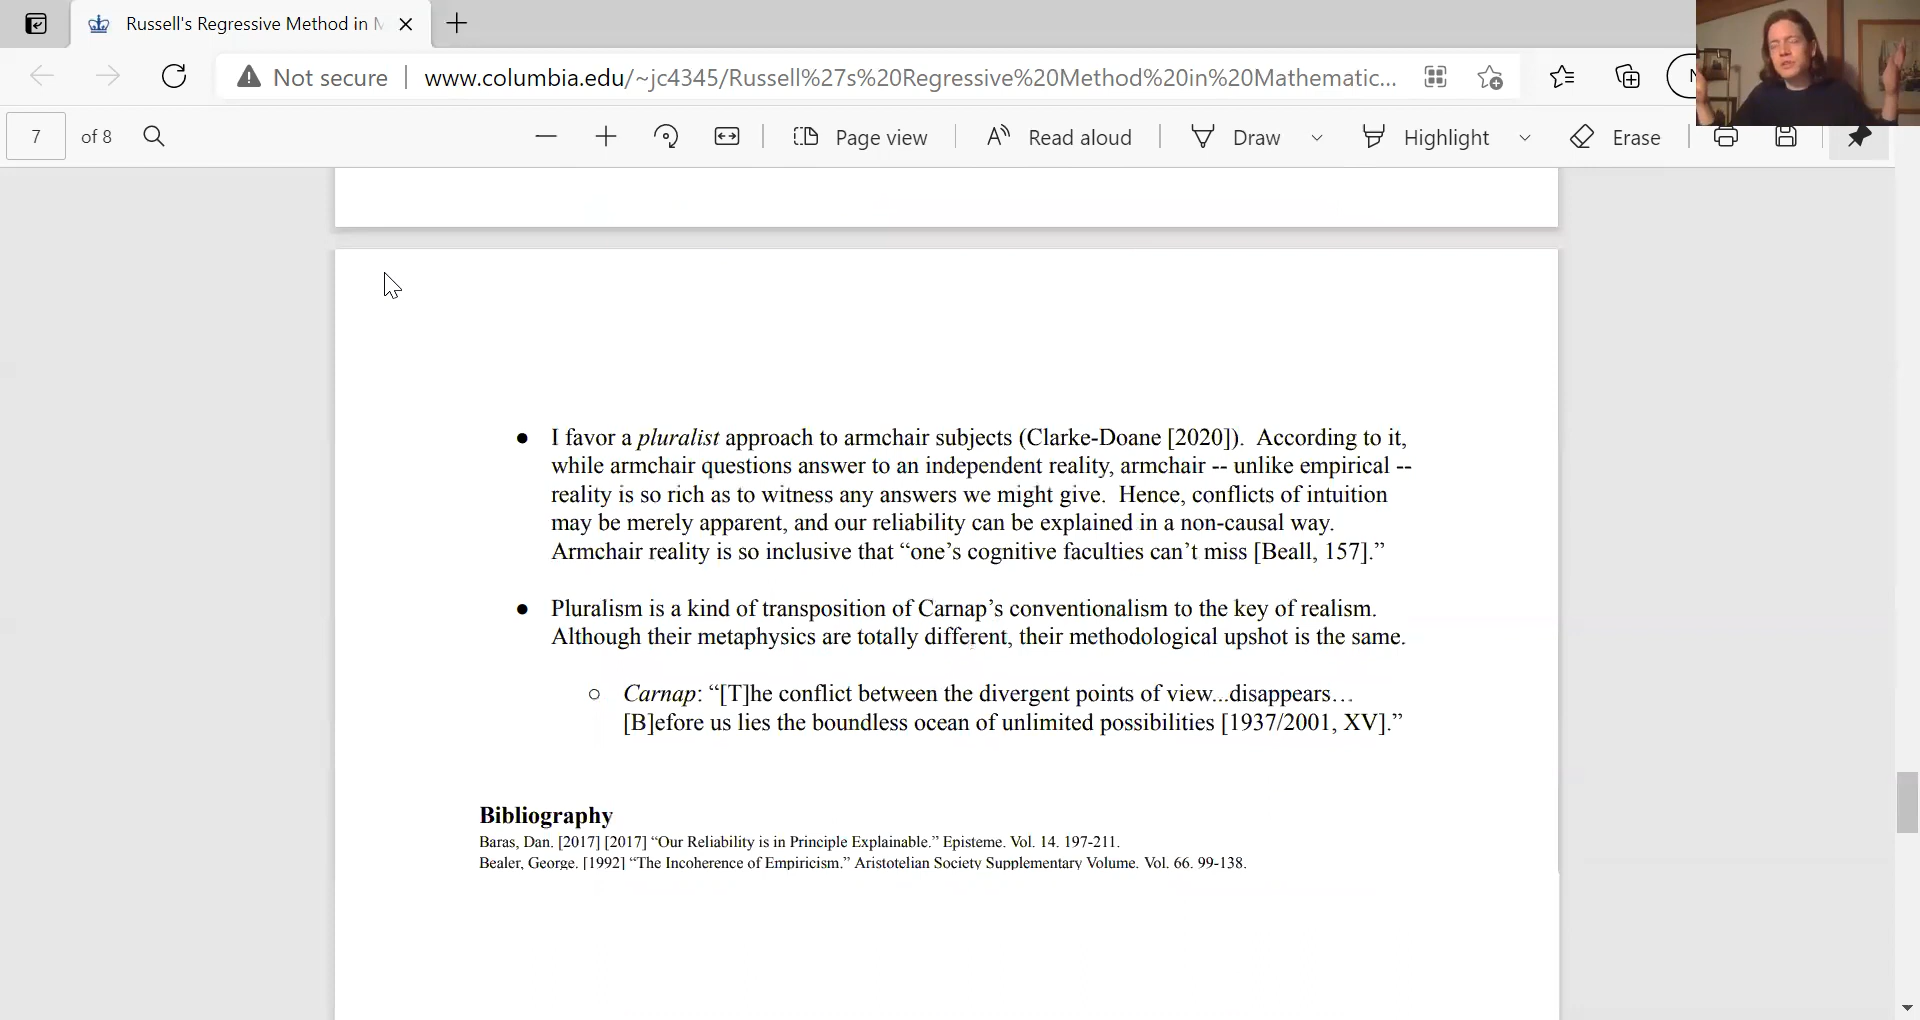 Russell's Regressive Method in
Not secure www.columbia.edu/~jc4345/Russell%27s%20Regressive%20Method%20in%20Mathematic...
7 of 8 Page view Read aloud Draw Highlight Erase
● I favor a pluralist approach to armchair subjects (Clarke-Doane [2020]). According to it,
while armchair questions answer to an independent reality, armchair -- unlike empirical --
reality is so rich as to witness any answers we might give. Hence, conflicts of intuition
may be merely apparent, and our reliability can be explained in a non-causal way.
Armchair reality is so inclusive that “one’s cognitive faculties can’t miss [Beall, 157].”
● Pluralism is a kind of transposition of Carnap’s conventionalism to the key of realism.
Although their metaphysics are totally different, their methodological upshot is the same.
○ Carnap: “[T]he conflict between the divergent points of view...disappears…
[B]efore us lies the boundless ocean of unlimited possibilities [1937/2001, XV].”
Bibliography
Baras, Dan. [2017] [2017] “Our Reliability is in Principle Explainable.” Episteme. Vol. 14. 197-211.
Bealer, George. [1992] “The Incoherence of Empiricism.” Aristotelian Society Supplementary Volume. Vol. 66. 99-138.